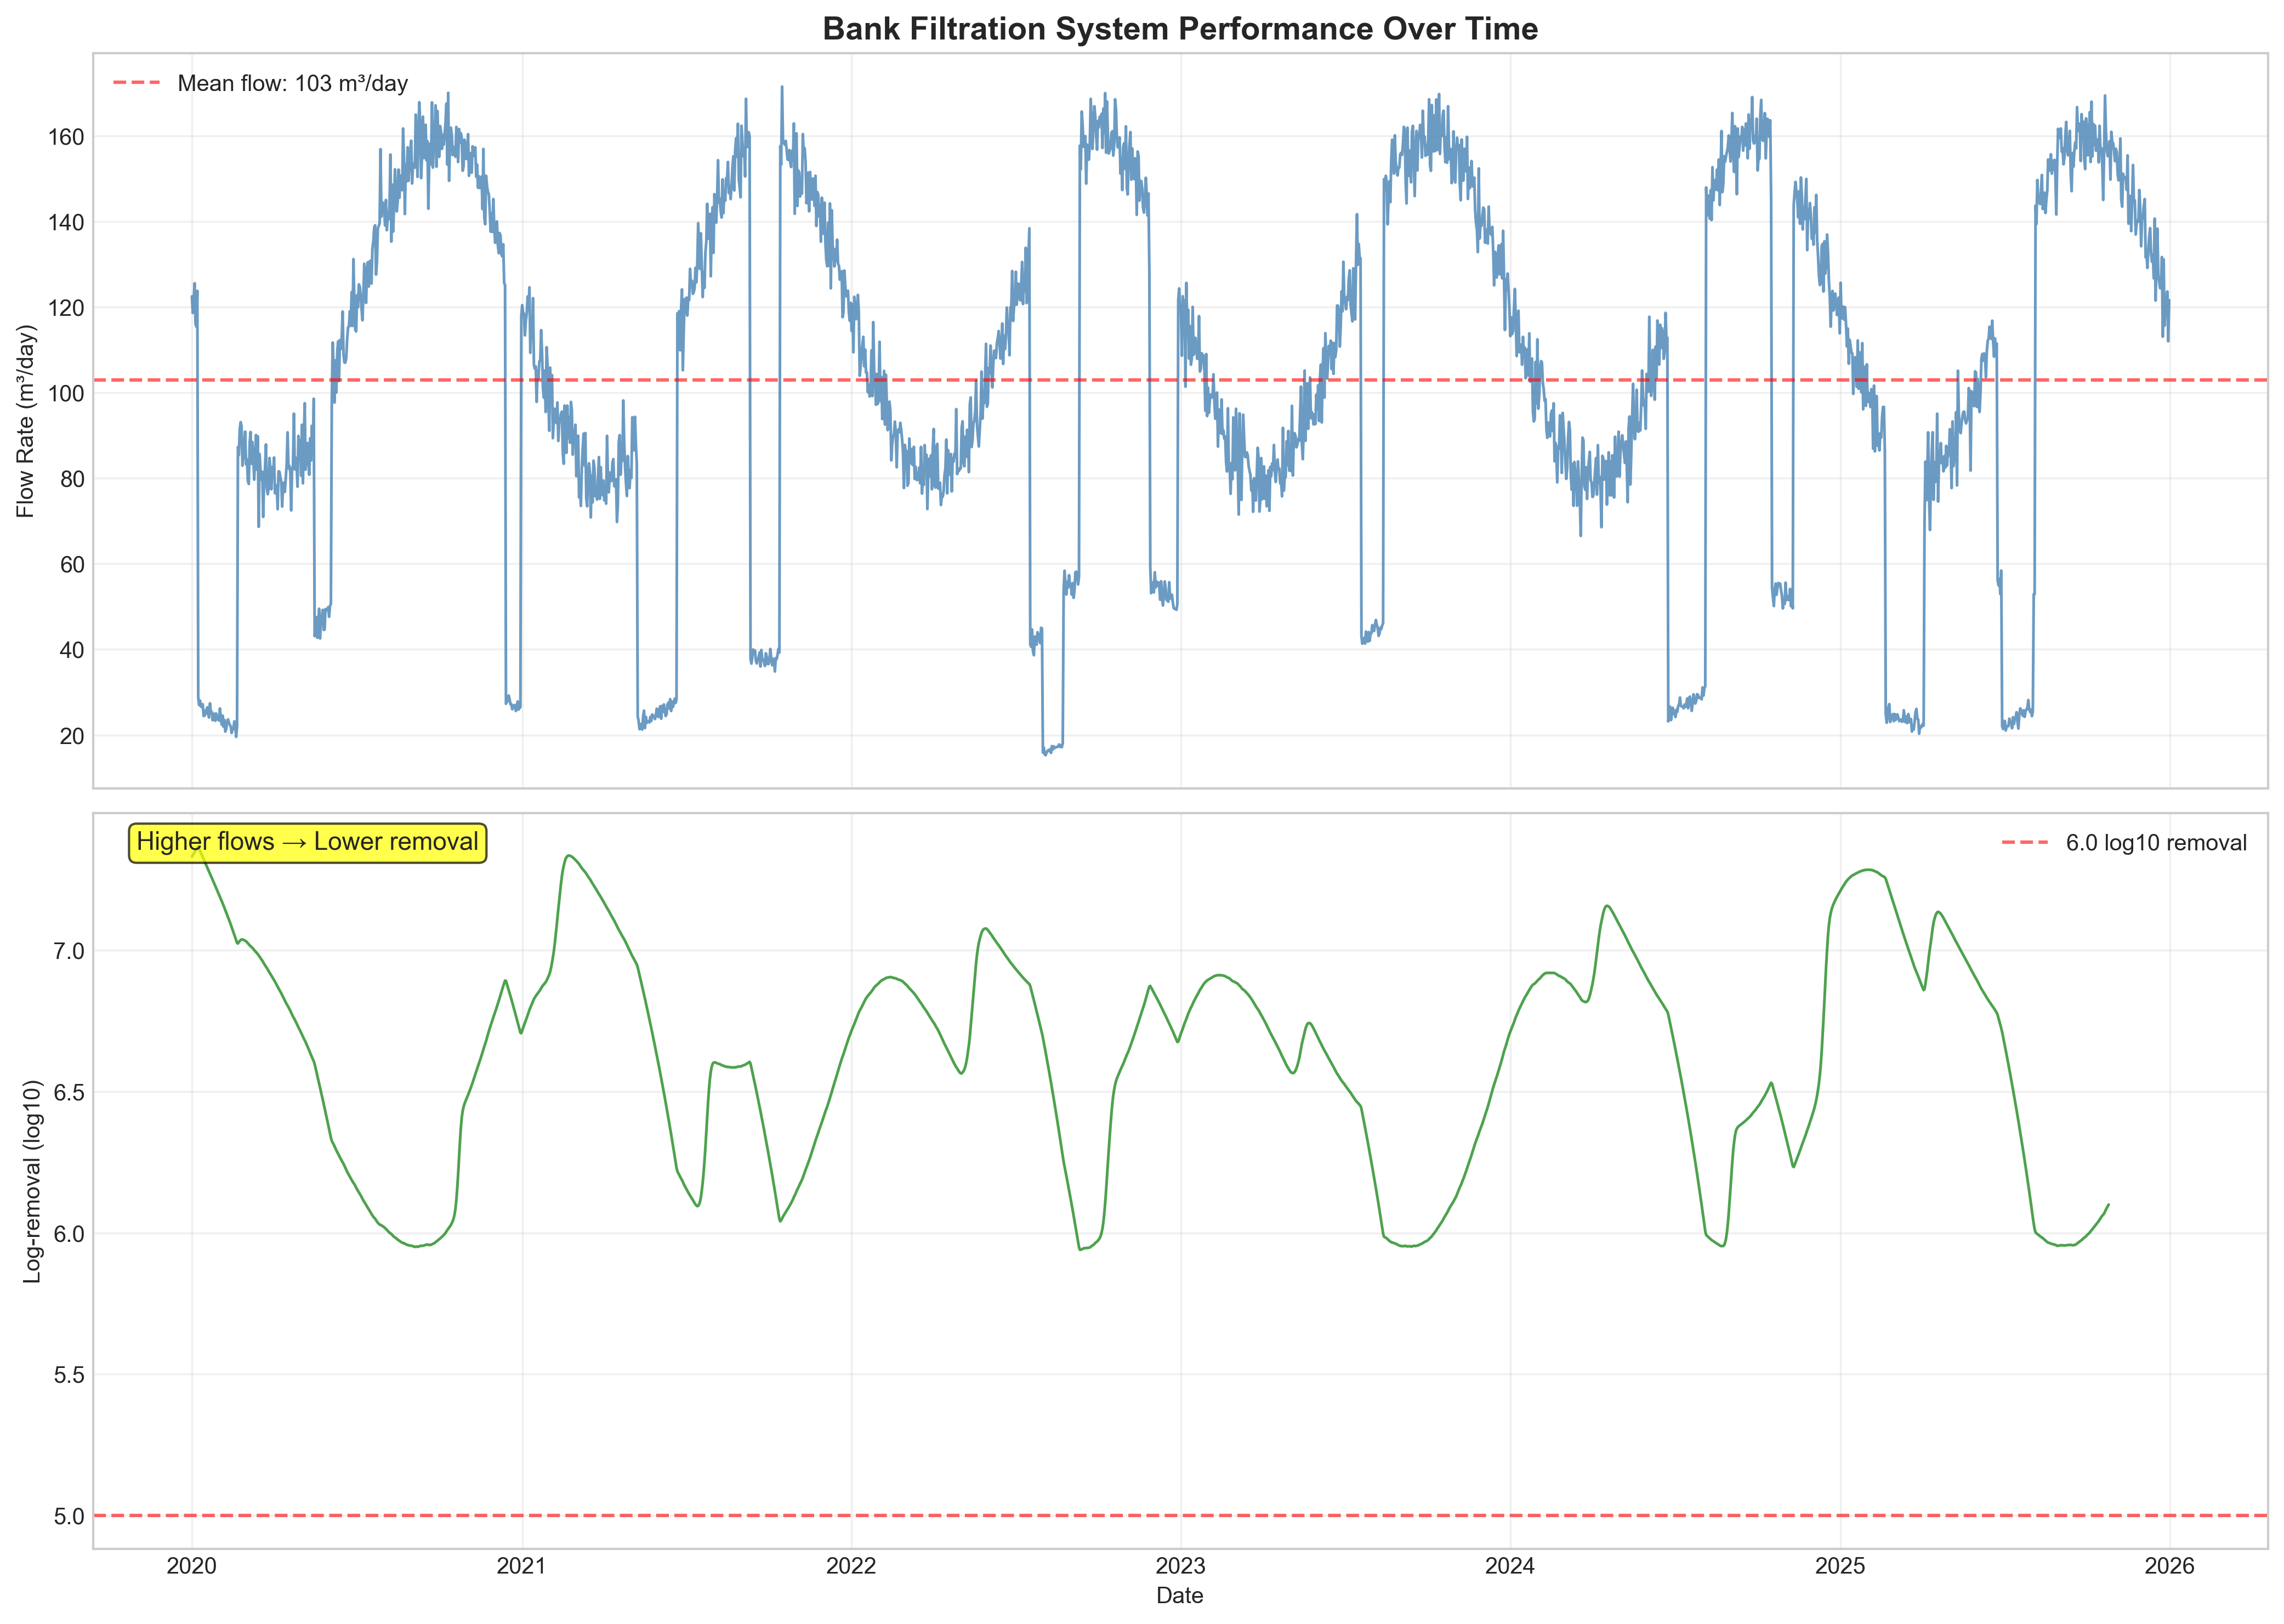 Bank Filtration System Performance Over Time
Mean flow: 103 m³/day
Flow Rate (m³/day)
160
140
120
100
80
60
40
20
Higher flows → Lower removal
6.0 log10 removal
Log-removal (log10)
7.0
6.5
6.0
5.5
5.0
2020 2021 2022 2023 2024 2025 2026
Date